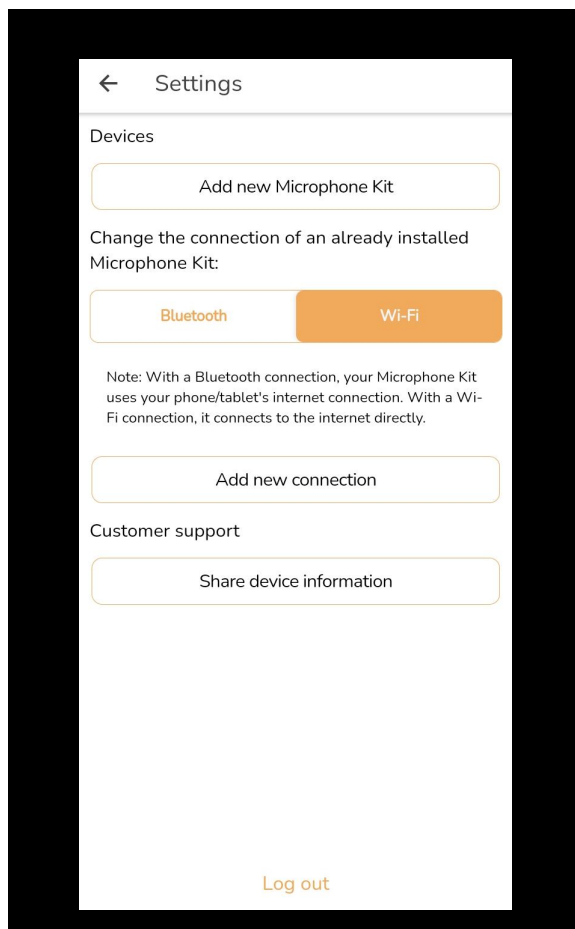 Settings
Devices
Add new Microphone Kit
Change the connection of an already installed
Microphone Kit:
Bluetooth
Wi-Fi
Note: With a Bluetooth connection, your Microphone Kit
uses your phone/tablet's internet connection. With a Wi-
Fi connection, it connects to the internet directly.
Add new connection
Customer support
Share device information
Log out